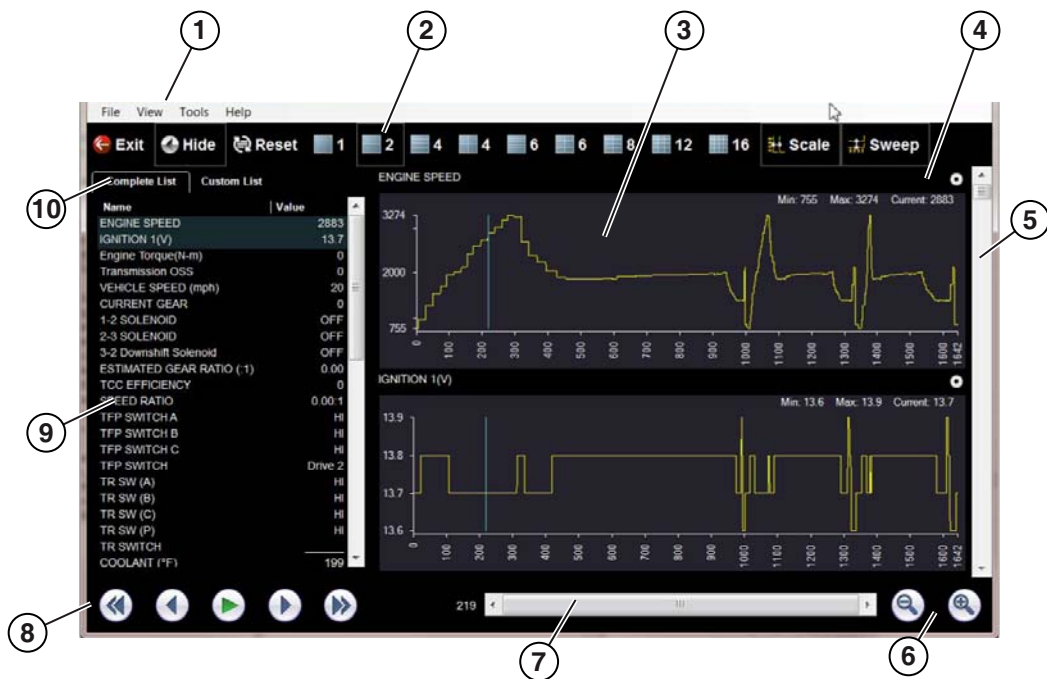 1
2
3
4
File View Tools Help
Exit Hide Reset 1 2 4 4 6 6 8 12 16 Scale Sweep
10
Complete List Custom List
Name Value
ENGINE SPEED 2883
IGNITION 1(V) 13.7
Engine Torque(N-m) 0
Transmission OSS 0
VEHICLE SPEED (mph) 20
CURRENT GEAR 0
1-2 SOLENOID OFF
2-3 SOLENOID OFF
3-2 Downshift Solenoid OFF
ESTIMATED GEAR RATIO (:1) 0.00
TCC EFFICIENCY 0
SPEED RATIO 0.00:1
TFP SWITCH A HI
TFP SWITCH B HI
TFP SWITCH C HI
TFP SWITCH Drive 2
TR SW (A) HI
TR SW (B) HI
TR SW (C) HI
TR SW (P) HI
TR SWITCH
COOLANT (°F) 199
9
ENGINE SPEED
Min: 755 Max: 3274 Current: 2883
3274
2000
755
0 100 200 300 400 500 600 700 800 900 1000 1100 1200 1300 1400 1500 1600 1642
5
IGNITION 1(V)
Min: 13.6 Max: 13.9 Current: 13.7
13.9
13.8
13.7
13.6
0 100 200 300 400 500 600 700 800 900 1000 1100 1200 1300 1400 1500 1600 1642
219
8
7
6